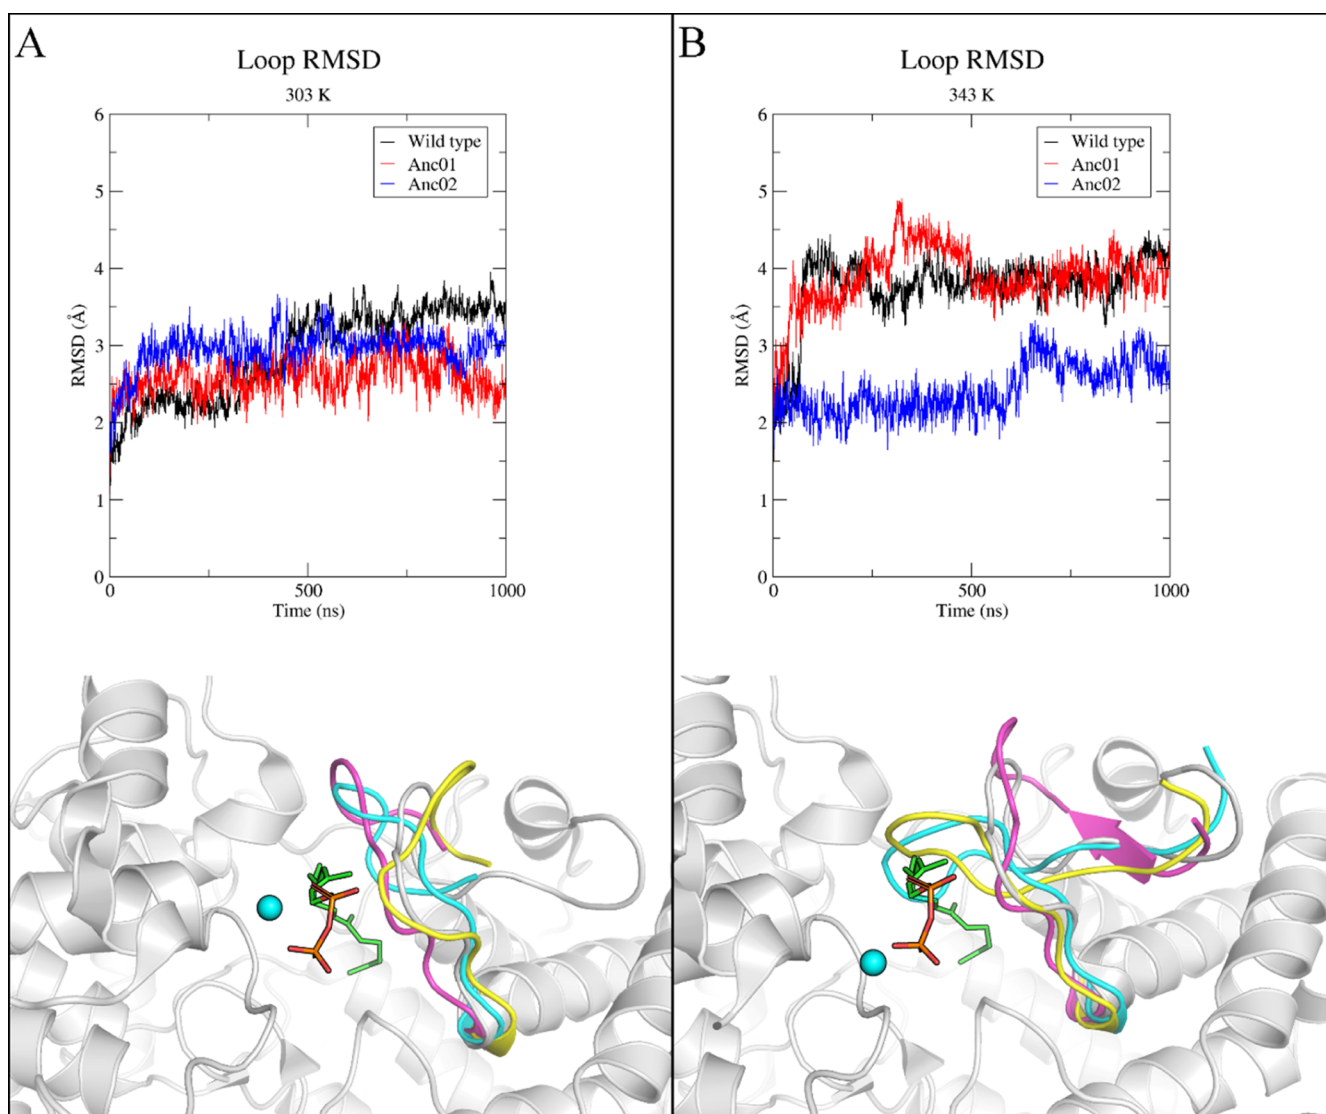 A
Loop RMSD
303 K
6
5
4
3
2
1
0
RMSD (Å)
Wild type
Anc01
Anc02
0
500
1000
Time (ns)
B
Loop RMSD
343 K
6
5
4
3
2
1
0
RMSD (Å)
Wild type
Anc01
Anc02
0
500
1000
Time (ns)